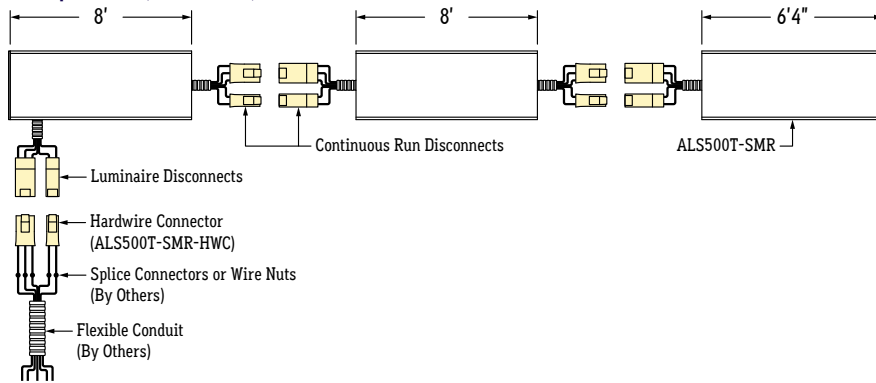 8'
8'
6'4"
Continuous Run Disconnects
ALS500T-SMR
Luminaire Disconnects
Hardwire Connector
(ALS500T-SMR-HWC)
Splice Connectors or Wire Nuts
(By Others)
Flexible Conduit
(By Others)